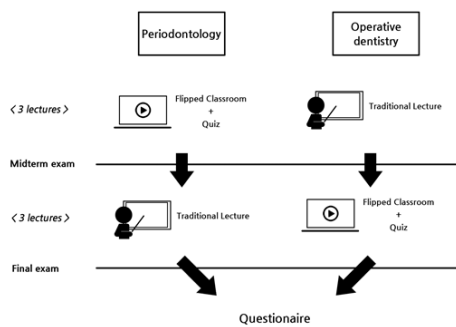 Periodontology
Operative
dentistry
< 3 lectures >
Flipped Classroom
+
Quiz
Traditional Lecture
Midterm exam
< 3 lectures >
Traditional Lecture
Flipped Classroom
+
Quiz
Final exam
Questionaire